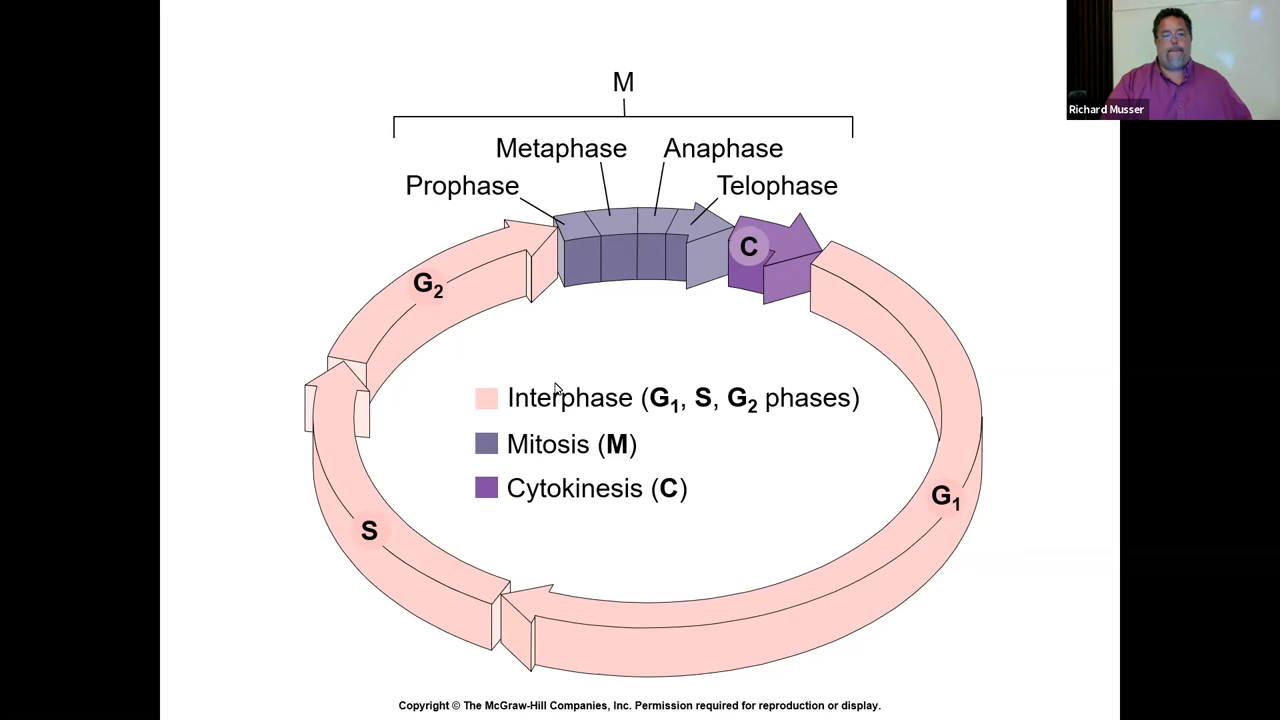 M
Metaphase Anaphase
Prophase Telophase
C
G₂
Interphase (G₁, S, G₂ phases)
Mitosis (M)
Cytokinesis (C)
G₁
S
Copyright © The McGraw-Hill Companies, Inc. Permission required for reproduction or display.
Richard Musser